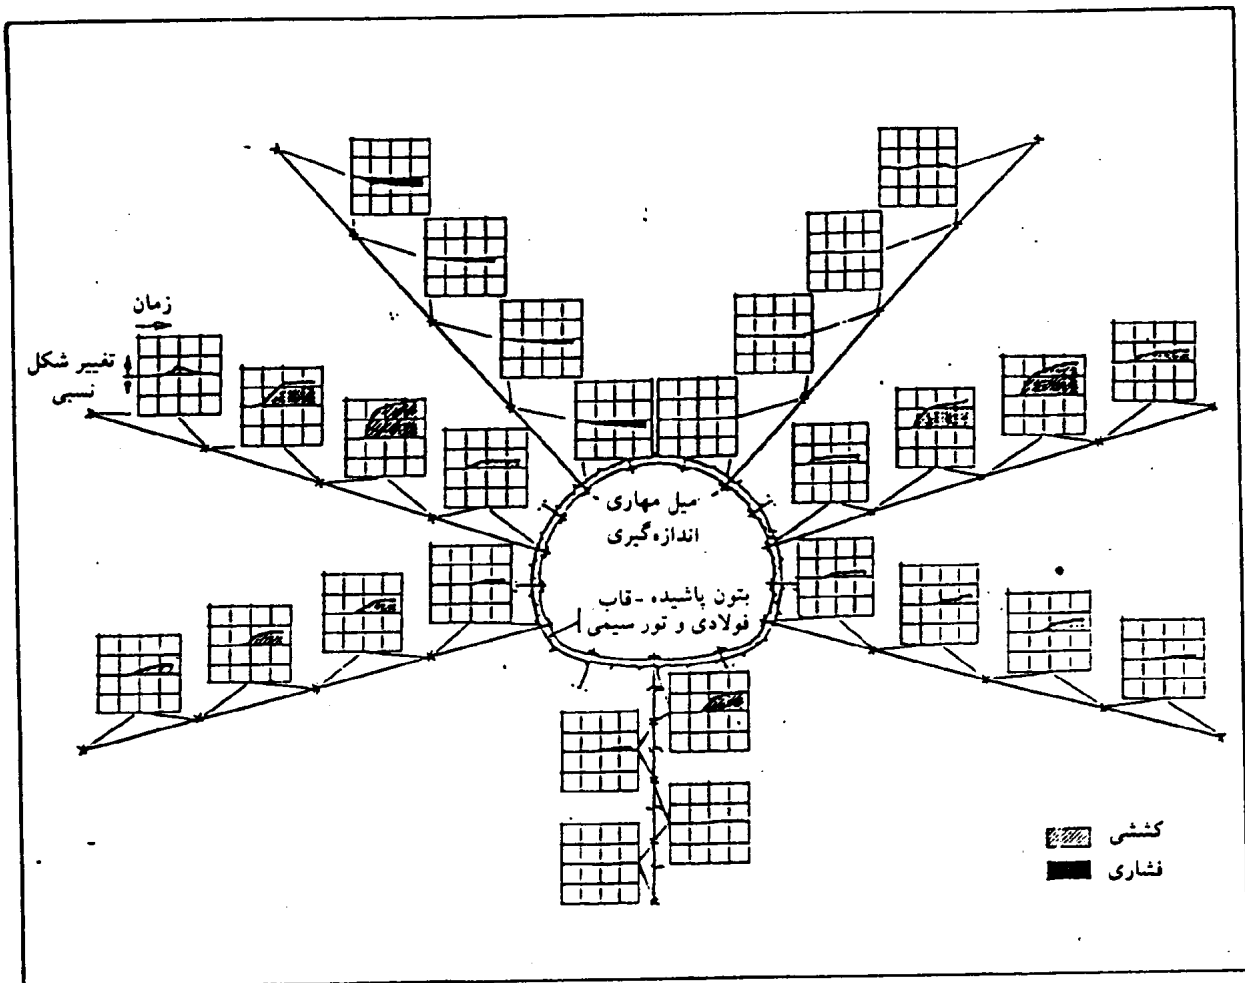 زمان
تغییر شکل
نسبی
میل مهاری
اندازه‌گیری
بتون پاشیده - قاب
فولادی و تور سیمی
کششی
فشاری